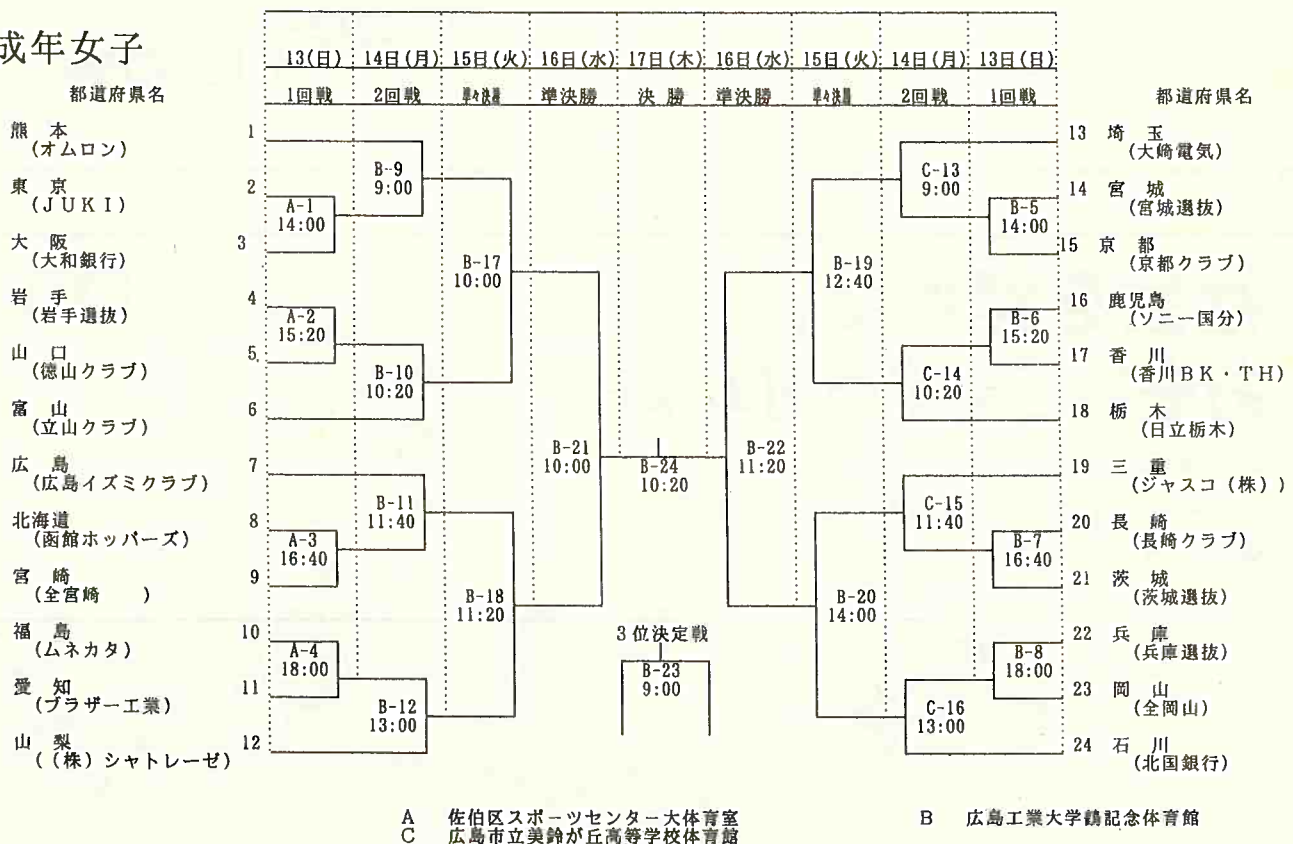 成年女子
13(日) 14日(月) 15日(火) 16日(水) 17日(木) 16日(水) 15日(火) 14日(月) 13日(日)
都道府県名 1回戦 2回戦 準々決勝 準決勝 決勝 準決勝 準々決勝 2回戦 1回戦 都道府県名
熊本 1
(オムロン)
東京 2
(JUKI)
大阪 3
(大和銀行)
岩手 4
(岩手選抜)
山口 5
(徳山クラブ)
富山 6
(立山クラブ)
広島 7
(広島イズミクラブ)
北海道 8
(函館ホッパーズ)
宮崎 9
(全宮崎 )
福島 10
(ムネカタ)
愛知 11
(ブラザー工業)
山梨 12
((株)シャトレーゼ)
A-1
14:00
A-2
15:20
A-3
16:40
A-4
18:00
B-9
9:00
B-10
10:20
B-11
11:40
B-12
13:00
B-17
10:00
B-18
11:20
B-21
10:00
B-24
10:20
3位決定戦
B-23
9:00
B-22
11:20
B-19
12:40
B-20
14:00
C-13
9:00
C-14
10:20
C-15
11:40
C-16
13:00
B-5
14:00
B-6
15:20
B-7
16:40
B-8
18:00
13 埼玉
(大崎電気)
14 宮城
(宮城選抜)
15 京都
(京都クラブ)
16 鹿児島
(ソニー国分)
17 香川
(香川BK・TH)
18 栃木
(日立栃木)
19 三重
(ジャスコ(株))
20 長崎
(長崎クラブ)
21 茨城
(茨城選抜)
22 兵庫
(兵庫選抜)
23 岡山
(全岡山)
24 石川
(北国銀行)
A 佐伯区スポーツセンター大体育室 B 広島工業大学鶴記念体育館
C 広島市立美鈴が丘高等学校体育館